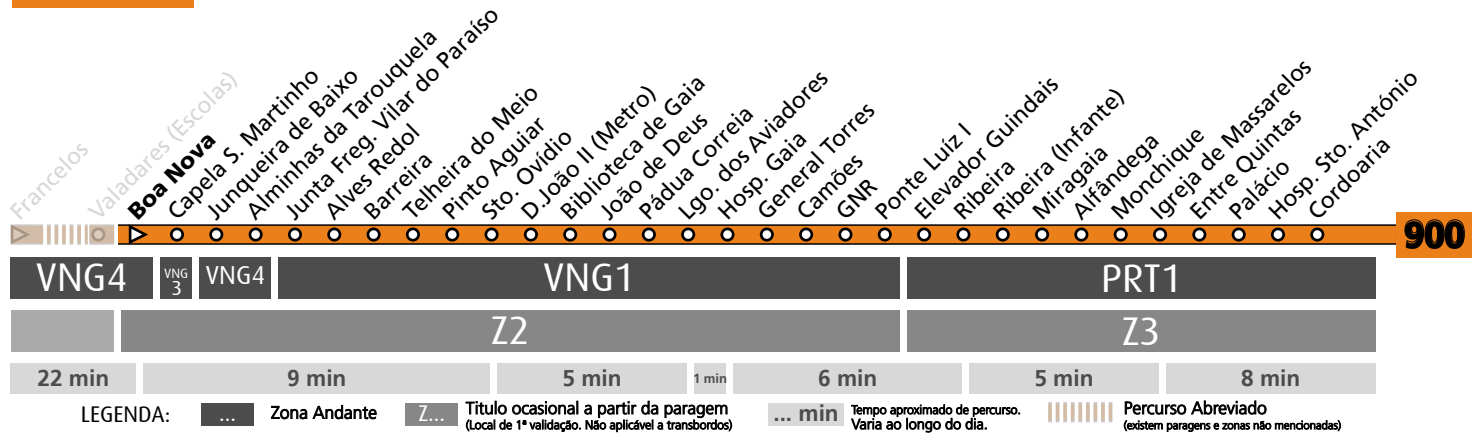 Francelos
Valadares (Escolas)
Boa Nova
Capela S. Martinho
Junqueira de Baixo
Alminhas da Tarouquela
Junta Freg. Vilar do Paraíso
Alves Redol
Barreira
Telheira do Meio
Pinto Aguiar
Sto. Ovídio
D.João II (Metro)
Biblioteca de Gaia
João de Deus
Pádua Correia
Lgo. dos Aviadores
Hosp. Gaia
General Torres
Camões
GNR
Ponte Luíz I
Elevador Guindais
Ribeira
Ribeira (Infante)
Miragaia
Alfândega
Monchique
Igreja de Massarelos
Entre Quintas
Palácio
Hosp. Sto. António
Cordoaria
900
VNG4 VNG 3 VNG4 VNG1 PRT1
Z2 Z3
22 min 9 min 5 min 1 min 6 min 5 min 8 min
LEGENDA:
... Zona Andante
Z... Titulo ocasional a partir da paragem
(Local de 1ª validação. Não aplicável a transbordos)
... min Tempo aproximado de percurso.
Varia ao longo do dia.
Percurso Abreviado
(existem paragens e zonas não mencionadas)